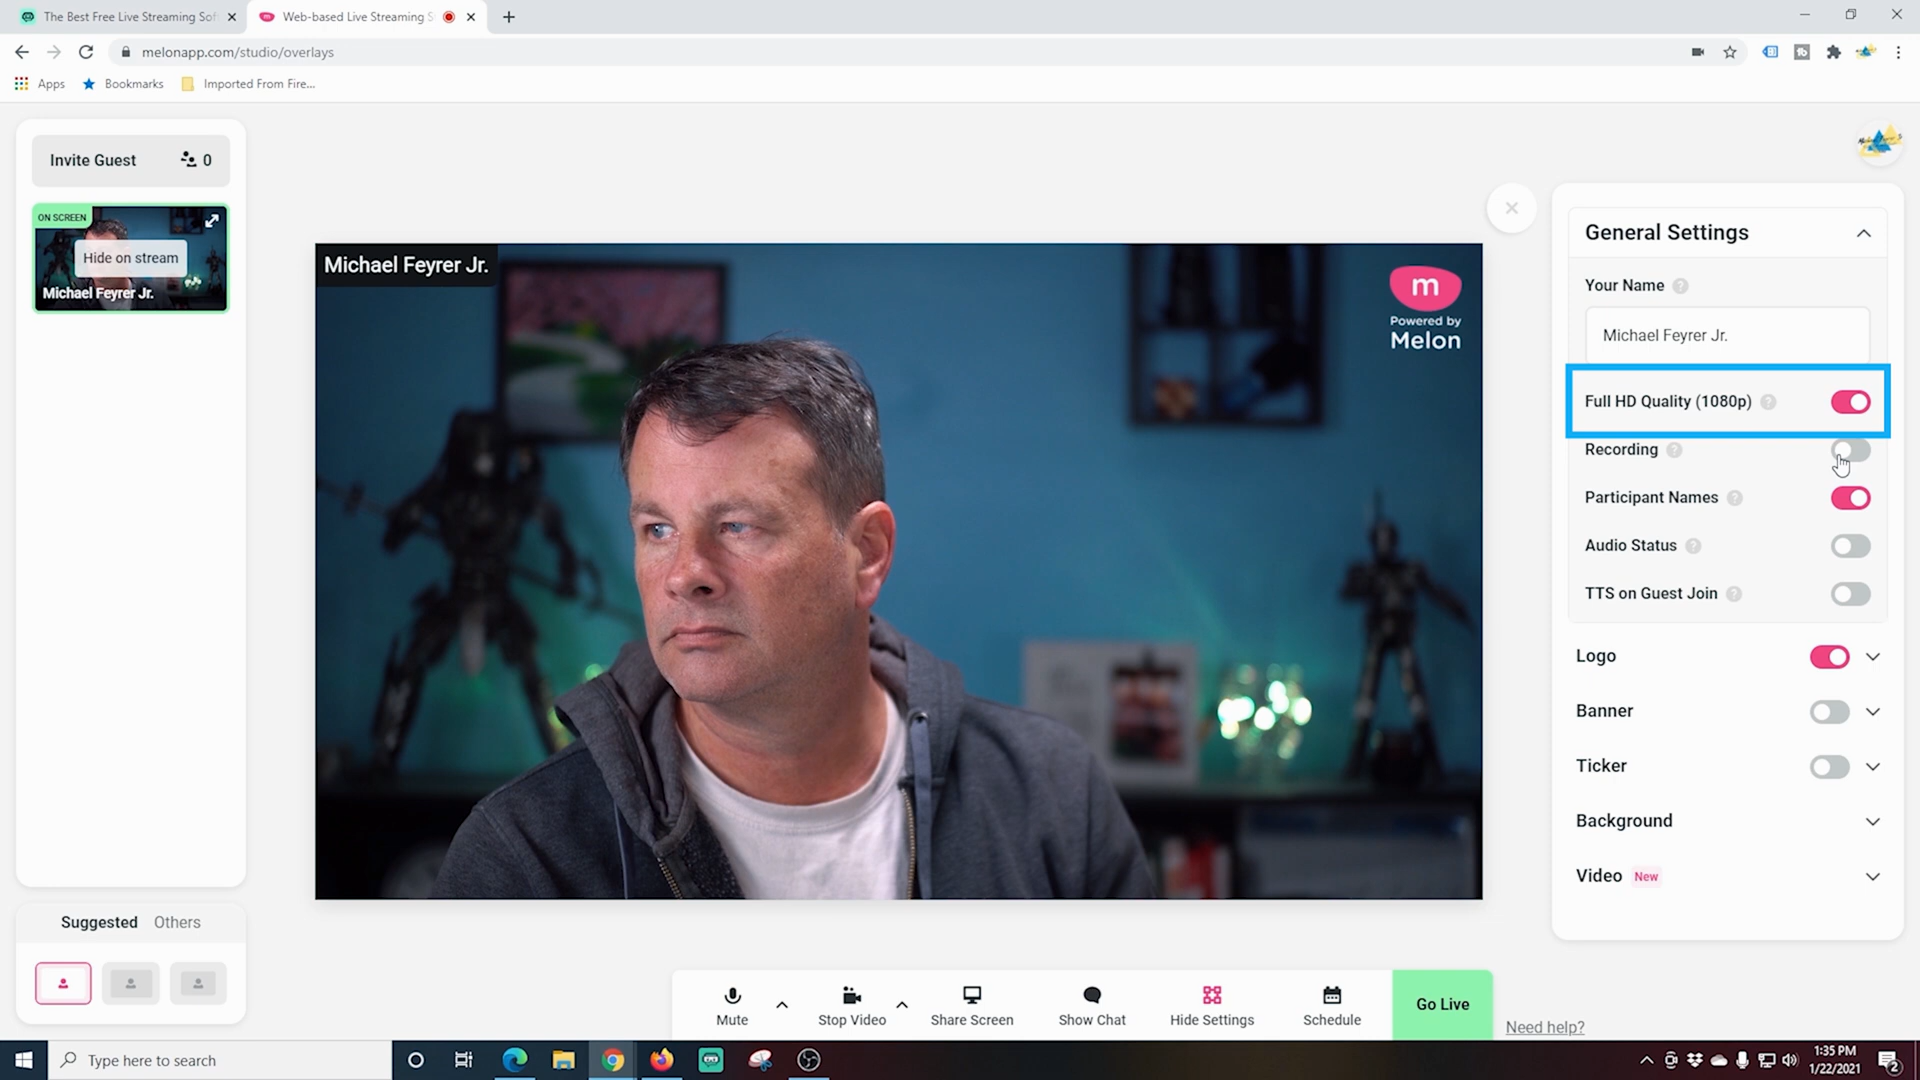 The Best Free Live Streaming Sof
Web-based Live Streaming S
melonapp.com/studio/overlays
Apps
Bookmarks
Imported From Fire...
Invite Guest
0
ON SCREEN
Hide on stream
Michael Feyrer Jr.
Michael Feyrer Jr.
m
Powered by
Melon
General Settings
Your Name
Michael Feyrer Jr.
Full HD Quality (1080p)
Recording
Participant Names
Audio Status
TTS on Guest Join
Logo
Banner
Ticker
Background
Video New
Suggested
Others
Mute
Stop Video
Share Screen
Show Chat
Hide Settings
Schedule
Go Live
Need help?
Type here to search
1:35 PM
1/22/2021
2